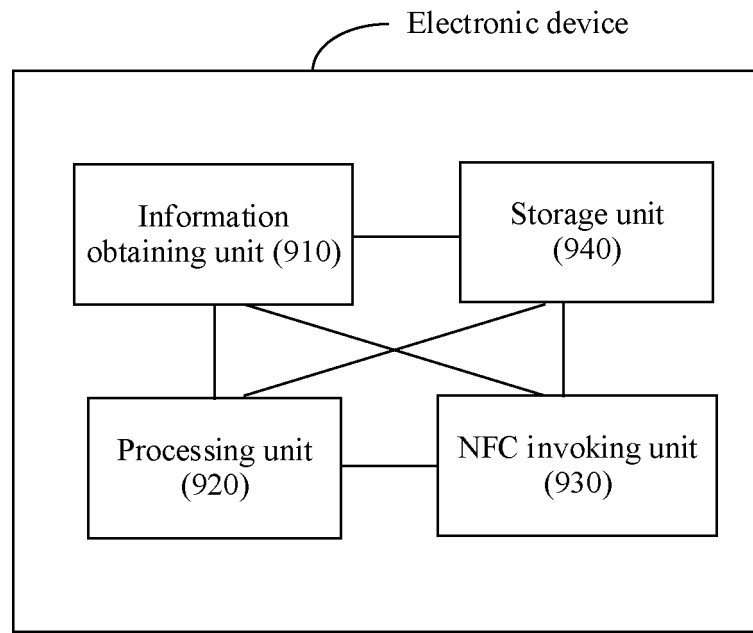 Electronic device
Information
obtaining unit (910)
Storage unit
(940)
Processing unit
(920)
NFC invoking unit
(930)